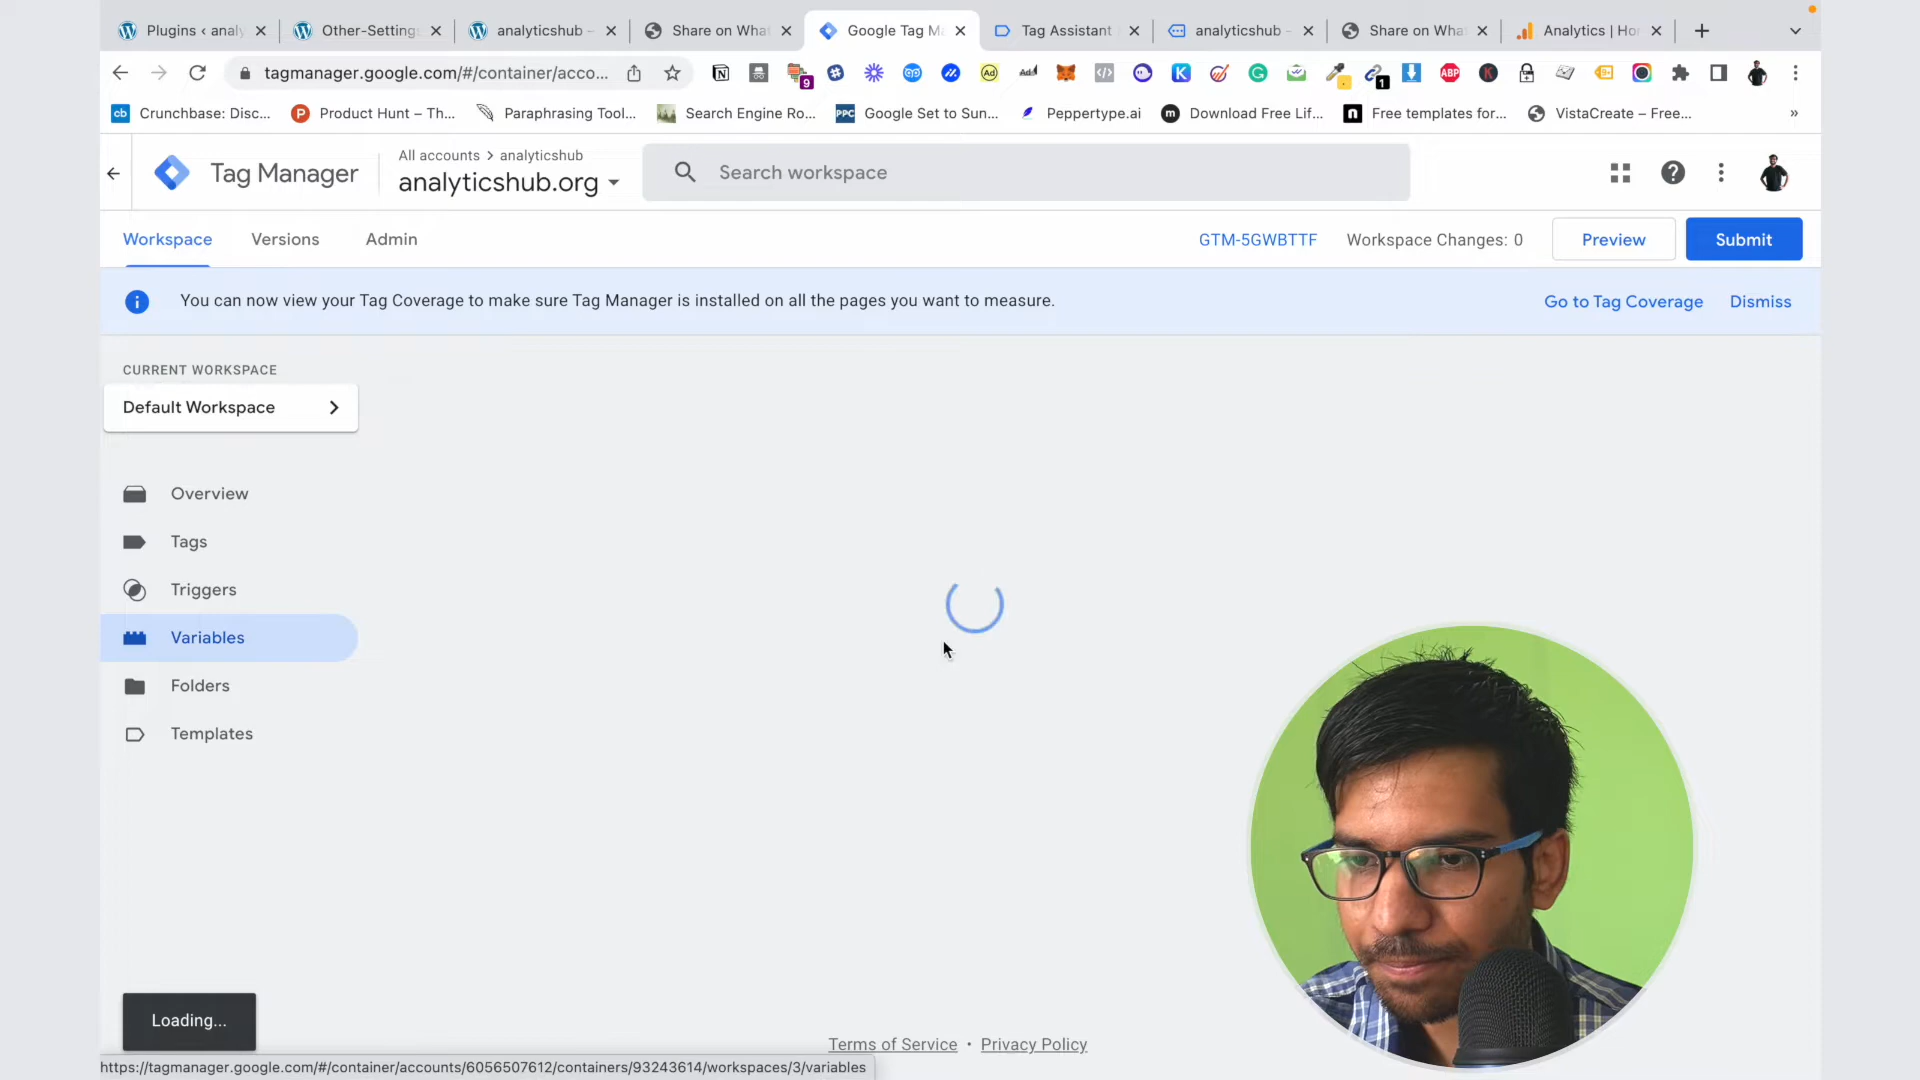 Plugins ‹ analy
Other-Setting
analyticshub –
Share on Wha
Google Tag Ma
Tag Assistant
analyticshub –
Share on Wha
Analytics | Ho
tagmanager.google.com/#/container/acco...
Crunchbase: Disc...
Product Hunt – Th...
Paraphrasing Tool...
Search Engine Ro...
Google Set to Sun...
Peppertype.ai
Download Free Lif...
Free templates for...
VistaCreate – Free...
»
Tag Manager
All accounts > analyticshub
analyticshub.org
Search workspace
Workspace
Versions
Admin
GTM-5GWBTTF
Workspace Changes: 0
Preview
Submit
You can now view your Tag Coverage to make sure Tag Manager is installed on all the pages you want to measure.
Go to Tag Coverage
Dismiss
CURRENT WORKSPACE
Default Workspace
Overview
Tags
Triggers
Variables
Folders
Templates
Loading...
Terms of Service • Privacy Policy
https://tagmanager.google.com/#/container/accounts/6056507612/containers/93243614/workspaces/3/variables